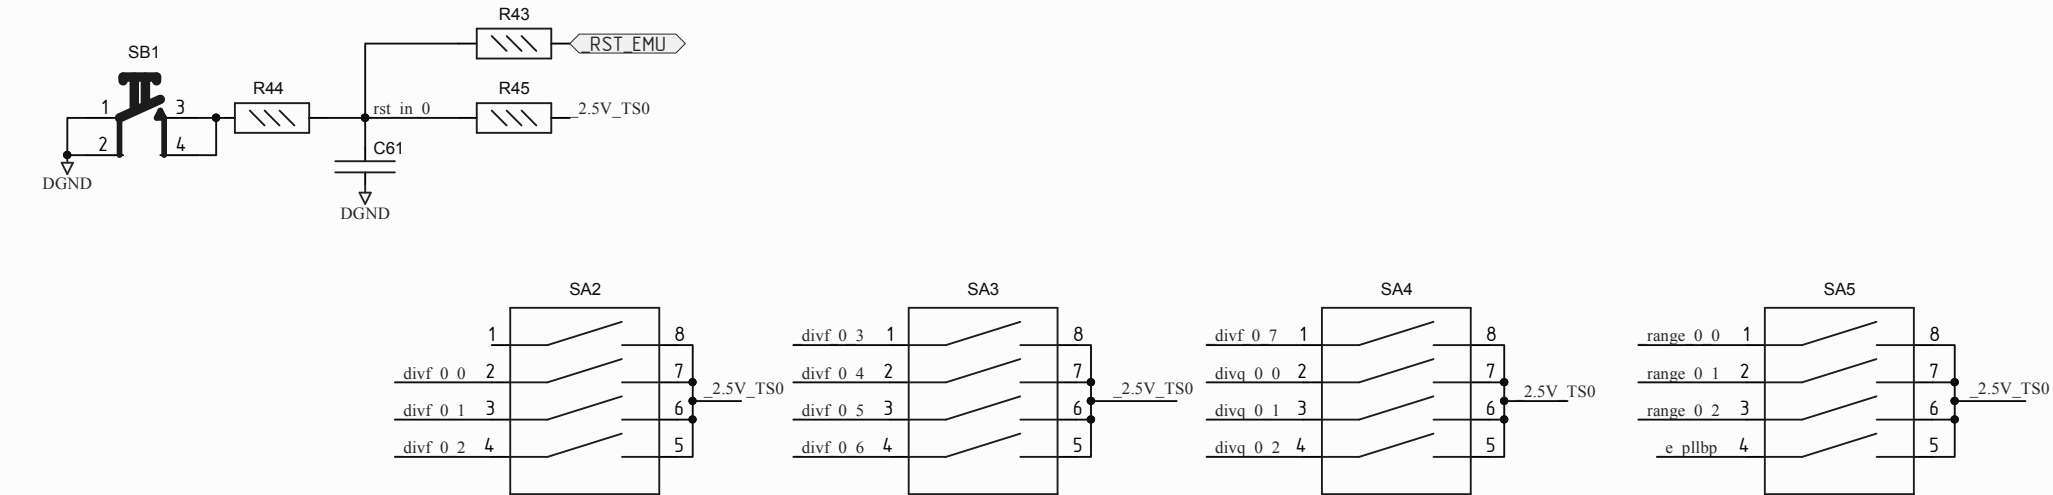 R43
_RST_EMU
SB1
R44
R45
1 3
rst_in_0
_2.5V_TS0
2 4
C61
DGND
DGND
SA2 SA3 SA4 SA5
1 8 divf_0_3 1 8 divf_0_7 1 8 range_0_0 1 8
divf_0_0 2 7 divf_0_4 2 7 divq_0_0 2 7 range_0_1 2 7
_2.5V_TS0 _2.5V_TS0 _2.5V_TS0 _2.5V_TS0
divf_0_1 3 6 divf_0_5 3 6 divq_0_1 3 6 range_0_2 3 6
divf_0_2 4 5 divf_0_6 4 5 divq_0_2 4 5 e_pllbp 4 5